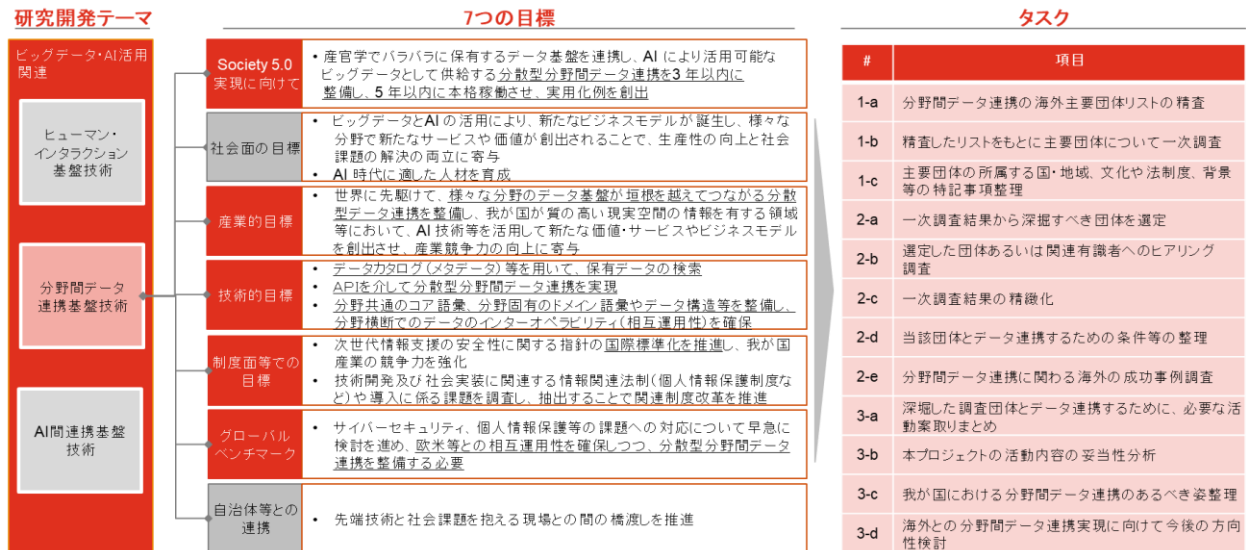 研究開発テーマ
ビッグデータ・AI活用
関連
ヒューマン・
インタラクション
基盤技術
分野間データ
連携基盤技術
AI間連携基盤
技術
7つの目標
Society 5.0
実現に向けて
• 産官学でバラバラに保有するデータ基盤を連携し、AI により活用可能な
ビッグデータとして供給する分散型分野間データ連携を3 年以内に
整備し、5 年以内に本格稼働させ、実用化例を創出
社会面の目標
• ビッグデータとAI の活用により、新たなビジネスモデルが誕生し、様々な
分野で新たなサービスや価値が創出されることで、生産性の向上と社会
課題の解決の両立に寄与
• AI 時代に適した人材を育成
産業的目標
• 世界に先駆けて、様々な分野のデータ基盤が垣根を越えてつながる分散
型データ連携を整備し、我が国が質の高い現実空間の情報を有する領域
等において、AI 技術等を活用して新たな価値・サービスやビジネスモデル
を創出させ、産業競争力の向上に寄与
技術的目標
• データカタログ（メタデータ）等を用いて、保有データの検索
• APIを介して分散型分野間データ連携を実現
• 分野共通のコア語彙、分野固有のドメイン語彙やデータ構造等を整備し、
分野横断でのデータのインターオペラビリティ（相互運用性）を確保
制度面等での
目標
• 次世代情報支援の安全性に関する指針の国際標準化を推進し、我が国
産業の競争力を強化
• 技術開発及び社会実装に関連する情報関連法制（個人情報保護制度な
ど）や導入に係る課題を調査し、抽出することで関連制度改革を推進
グローバル
ベンチマーク
• サイバーセキュリティ、個人情報保護等の課題への対応について早急に
検討を進め、欧米等との相互運用性を確保しつつ、分散型分野間データ
連携を整備する必要
自治体等との
連携
• 先端技術と社会課題を抱える現場との間の橋渡しを推進
タスク
# 項目
1-a 分野間データ連携の海外主要団体リストの精査
1-b 精査したリストをもとに主要団体について一次調査
1-c 主要団体の所属する国・地域、文化や法制度、背景
等の特記事項整理
2-a 一次調査結果から深掘すべき団体を選定
2-b 選定した団体あるいは関連有識者へのヒアリング
調査
2-c 一次調査結果の精緻化
2-d 当該団体とデータ連携するための条件等の整理
2-e 分野間データ連携に関わる海外の成功事例調査
3-a 深堀した調査団体とデータ連携するために、必要な活
動案取りまとめ
3-b 本プロジェクトの活動内容の妥当性分析
3-c 我が国における分野間データ連携のあるべき姿整理
3-d 海外との分野間データ連携実現に向けて今後の方向
性検討